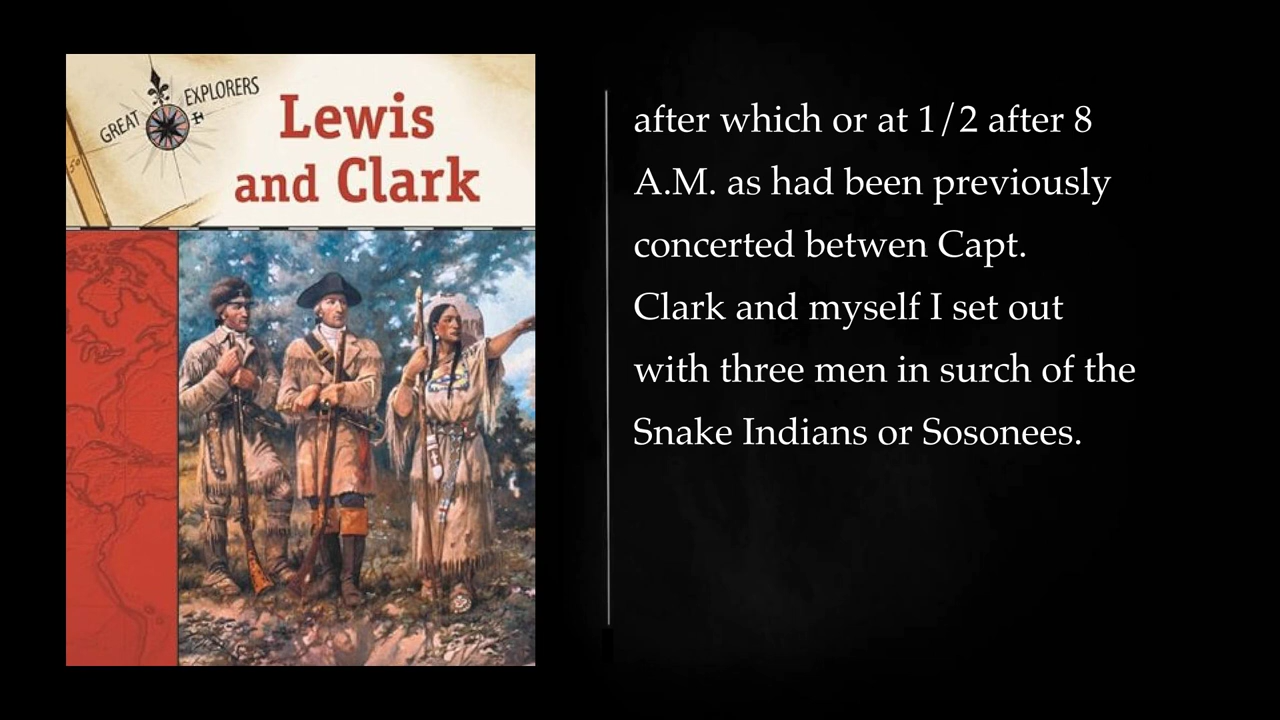 GREAT EXPLORERS
Lewis
and Clark
after which or at 1/2 after 8
A.M. as had been previously
concerted betwen Capt.
Clark and myself I set out
with three men in surch of the
Snake Indians or Sosonees.